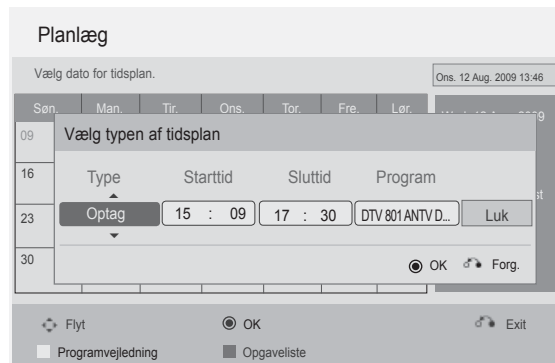 Planlæg
Vælg dato for tidsplan.
Ons. 12 Aug. 2009 13:46
Søn. Man. Tir. Ons. Tor. Fre. Lør.
09
Vælg typen af tidsplan
16
Type Starttid Sluttid Program
23
Optag 15 : 09 17 : 30 DTV 801 ANTV D... Luk
30
OK Forg.
Flyt OK Exit
Programvejledning Opgaveliste